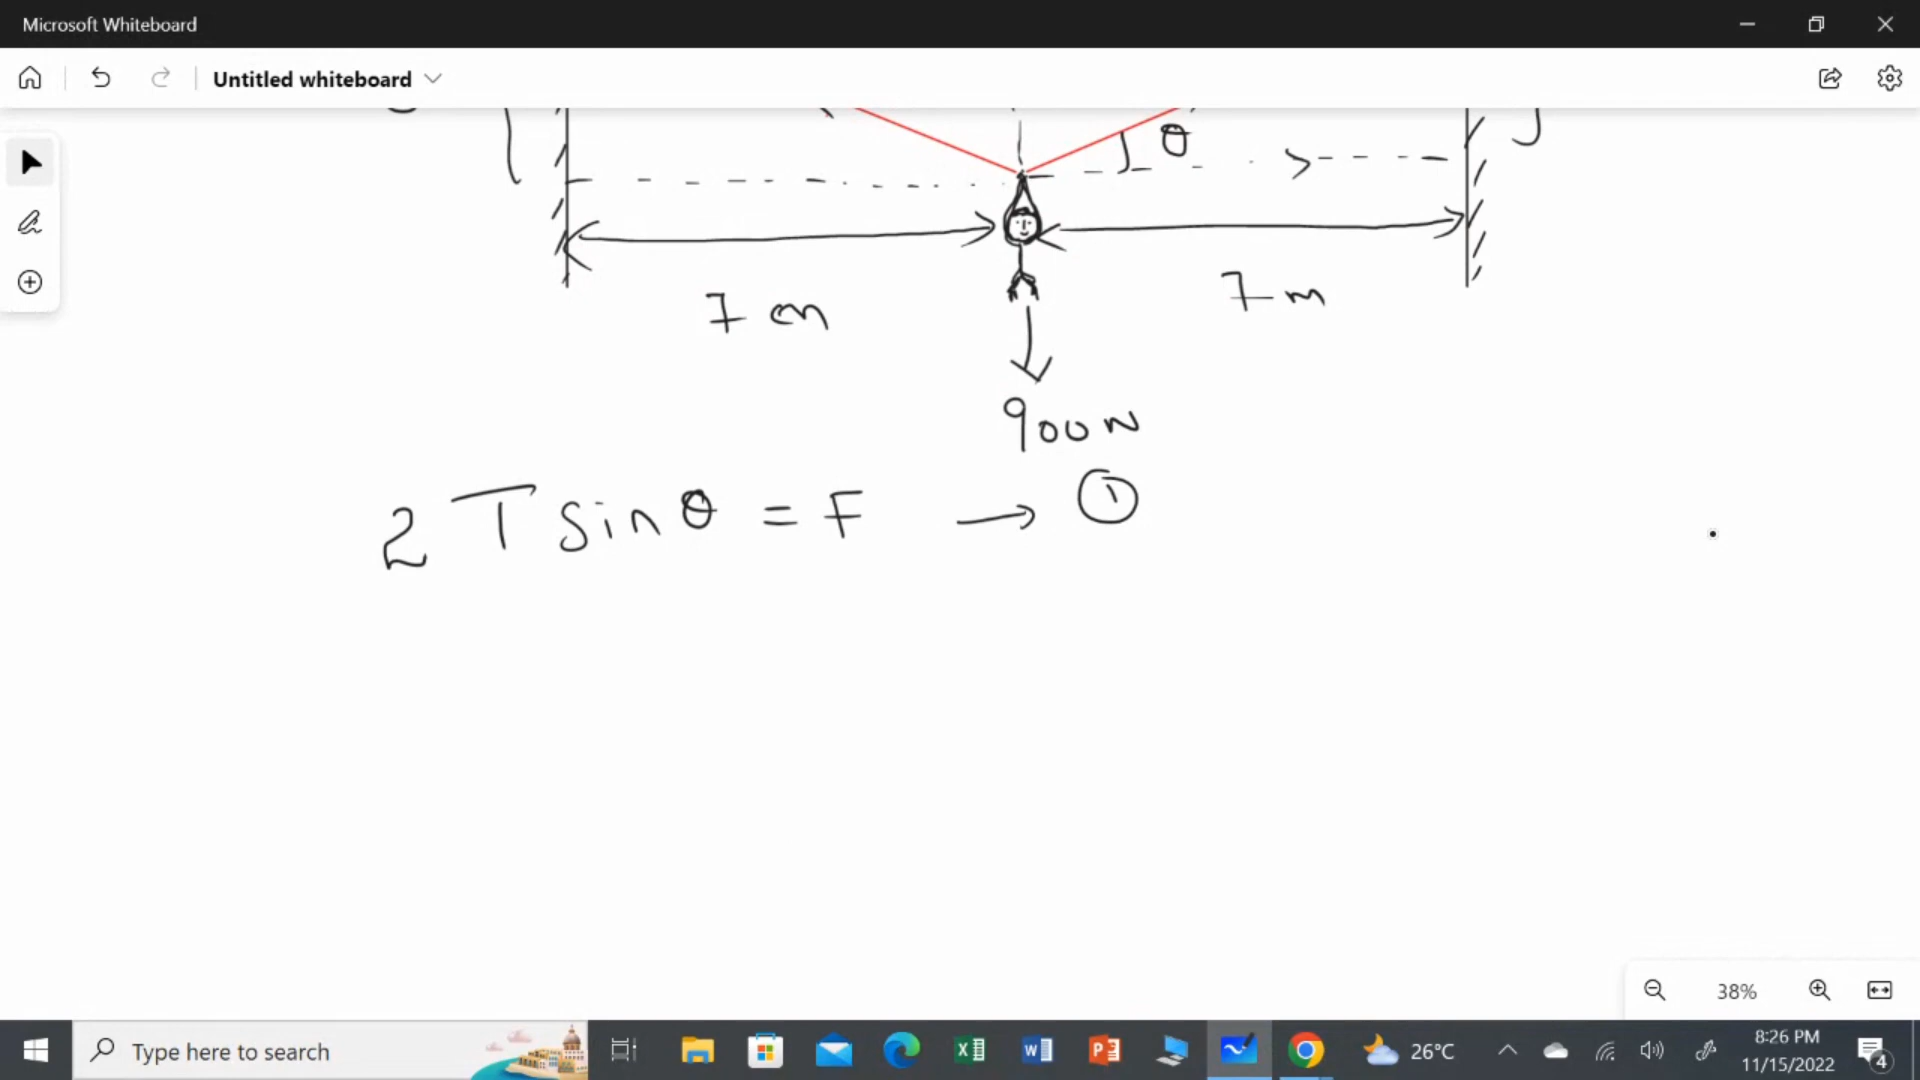 Microsoft Whiteboard
Untitled whiteboard
θ
7 m
7 m
900 N
2 T sin θ = F → ①
38%
Type here to search
26°C
8:26 PM
11/15/2022
4